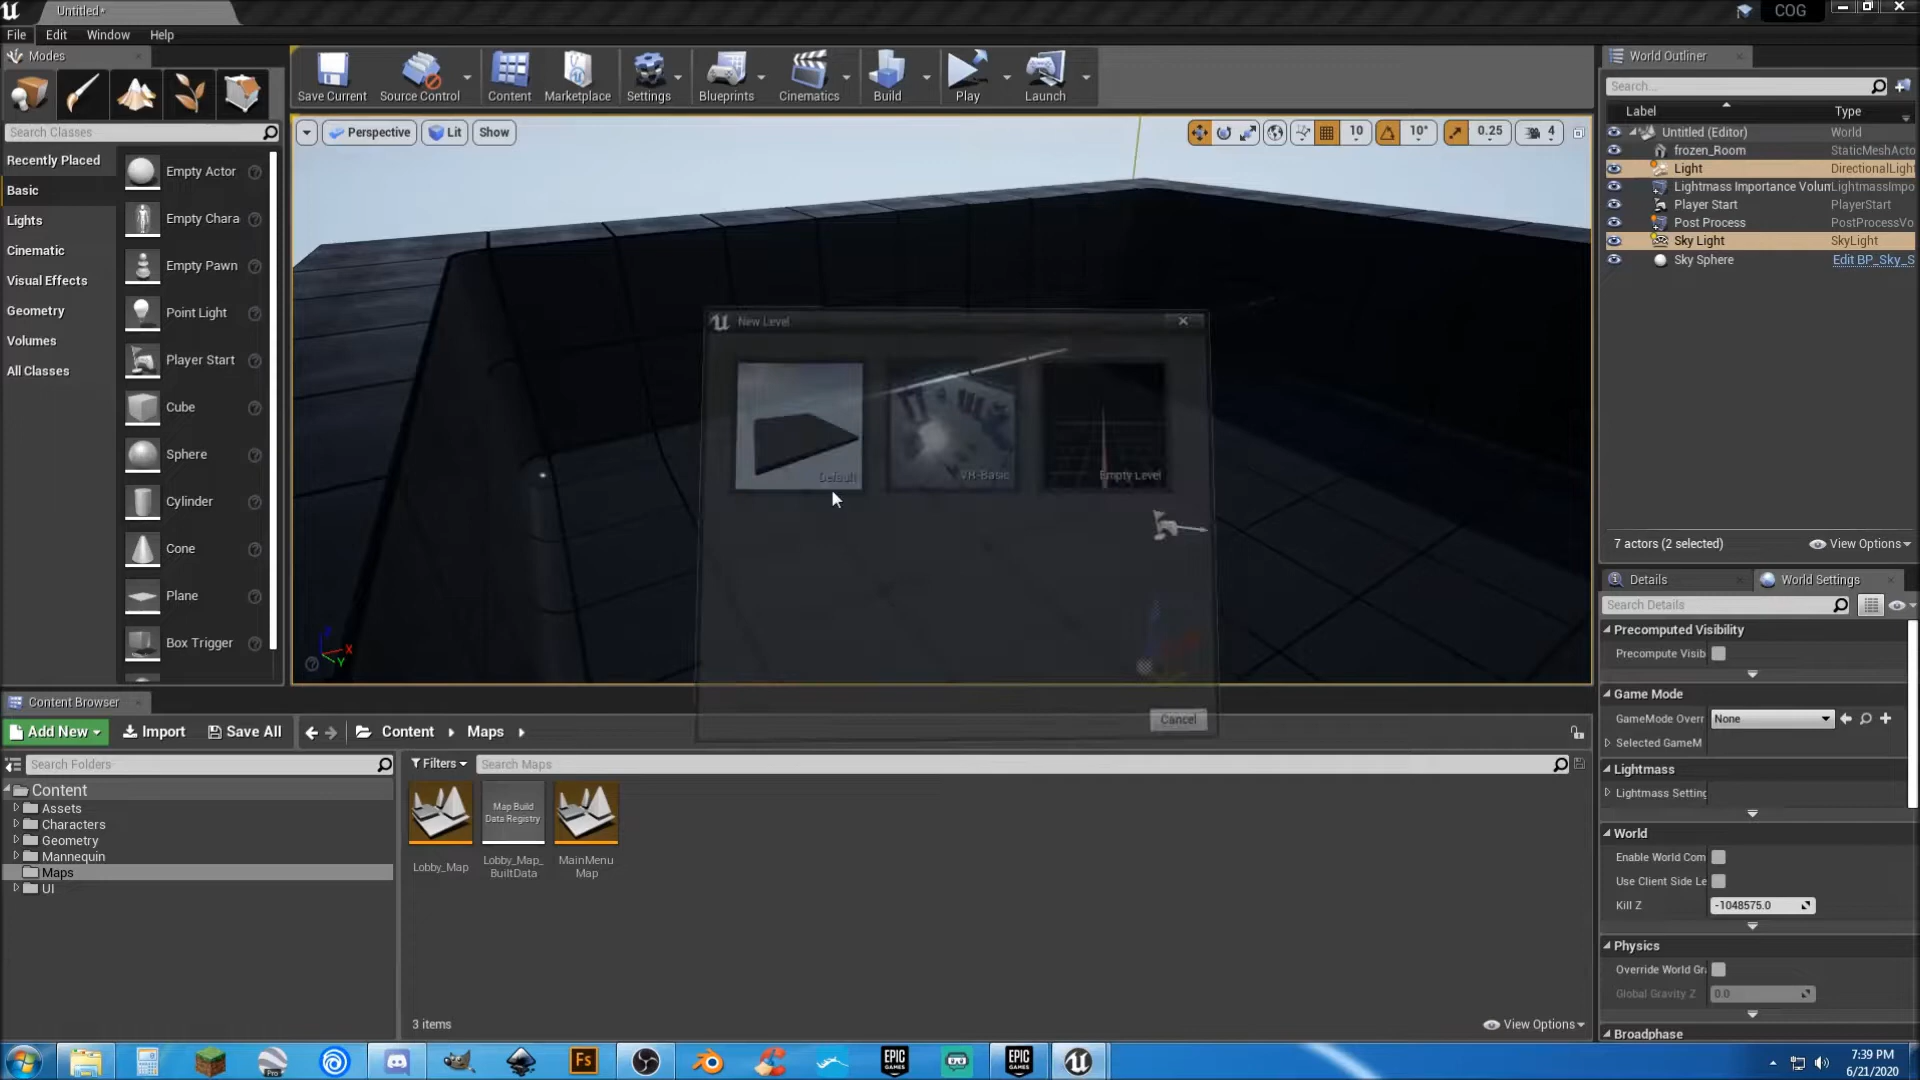 Untitled*
COG
File Edit Window Help
Modes
Save Current Source Control Content Marketplace Settings Blueprints Cinematics Build Play Launch
World Outliner
Search...
Search Classes
Perspective Lit Show
10 10° 0.25 4
Label Type
Recently Placed
Basic
Lights
Cinematic
Visual Effects
Geometry
Volumes
All Classes
Empty Actor
Empty Chara
Empty Pawn
Point Light
Player Start
Cube
Sphere
Cylinder
Cone
Plane
Box Trigger
Untitled (Editor) World
frozen_Room StaticMeshActo
Light DirectionalLight
Lightmass Importance Volum LightmassImpo
Player Start PlayerStart
Post Process PostProcessVo
Sky Light SkyLight
Sky Sphere Edit BP_Sky_S
New Level
Default
VR-Basic
Empty Level
Cancel
X
Y
7 actors (2 selected) View Options
Details World Settings
Search Details
Precomputed Visibility
Precompute Visib
Game Mode
GameMode Overr None
Selected GameM
Lightmass
Lightmass Setting
World
Enable World Com
Use Client Side Le
Kill Z -1048575.0
Physics
Override World Gr
Global Gravity Z 0.0
Broadphase
Content Browser
Add New Import Save All Content Maps
Search Folders
Filters Search Maps
Content
Assets
Characters
Geometry
Mannequin
Maps
UI
Map Build
Data Registry
Lobby_Map
Lobby_Map_
BuiltData
MainMenu
Map
3 items View Options
Pro
Fs
EPIC
GAMES
EPIC
GAMES
7:39 PM
6/21/2020